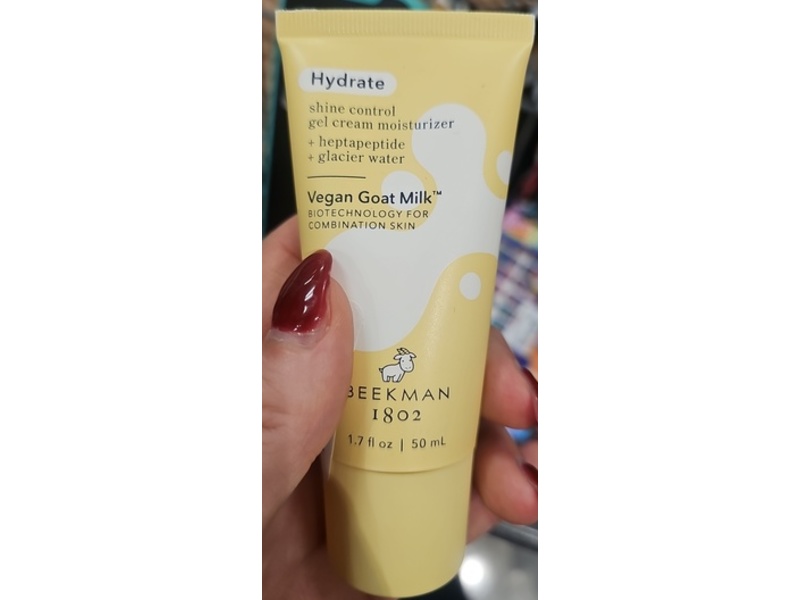 Hydrate
shine control
gel cream moisturizer
+ heptapeptide
+ glacier water
Vegan Goat Milk™
BIOTECHNOLOGY FOR
COMBINATION SKIN
BEEKMAN
1802
1.7 fl oz | 50 mL